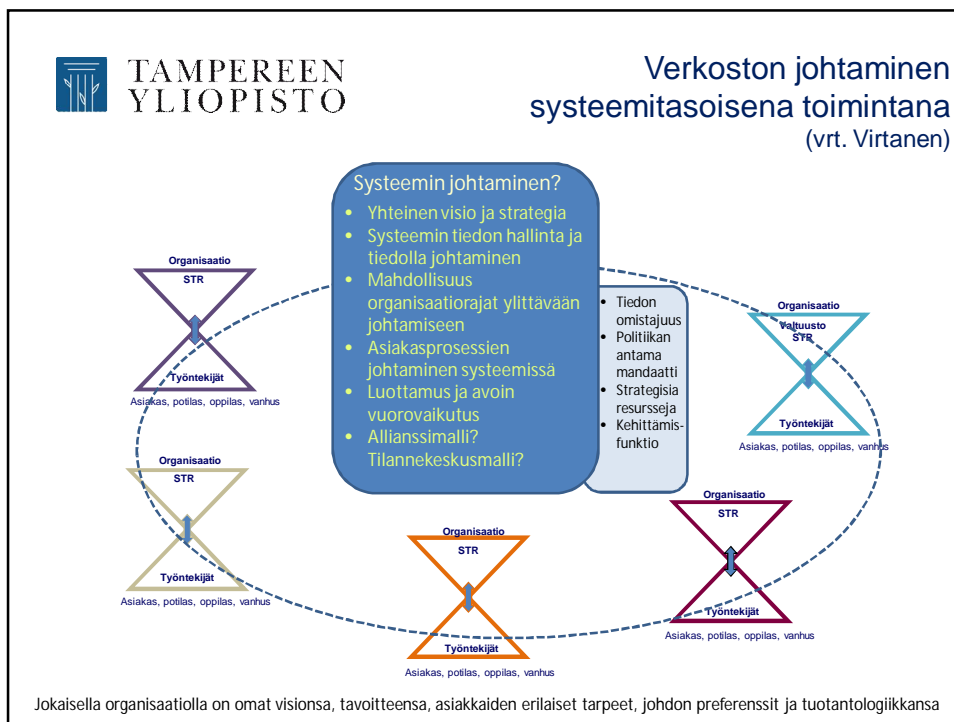 TAMPEREEN
YLIOPISTO
Verkoston johtaminen
systeemitasoisena toimintana
(vrt. Virtanen)
Systeemin johtaminen?
• Yhteinen visio ja strategia
• Systeemin tiedon hallinta ja
tiedolla johtaminen
• Mahdollisuus
organisaatiorajat ylittävään
johtamiseen
• Asiakasprosessien
johtaminen systeemissä
• Luottamus ja avoin
vuorovaikutus
• Allianssimalli?
Tilannekeskusmalli?
• Tiedon
omistajuus
• Politiikan
antama
mandaatti
• Strategisia
resursseja
• Kehittämis-
funktio
Organisaatio
STR
Työntekijät
Asiakas, potilas, oppilas, vanhus
Organisaatio
Valtuusto
STR
Työntekijät
Asiakas, potilas, oppilas, vanhus
Organisaatio
STR
Työntekijät
Asiakas, potilas, oppilas, vanhus
Organisaatio
STR
Työntekijät
Asiakas, potilas, oppilas, vanhus
Organisaatio
STR
Työntekijät
Asiakas, potilas, oppilas, vanhus
Jokaisella organisaatiolla on omat visionsa, tavoitteensa, asiakkaiden erilaiset tarpeet, johdon preferenssit ja tuotantologiikkansa